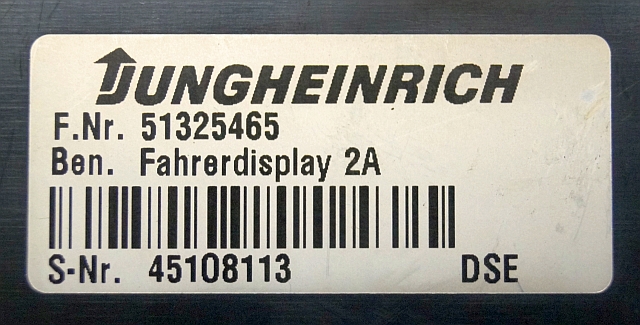 JUNGHEINRICH
F.Nr. 51325465
Ben. Fahrerdisplay 2A
S-Nr. 45108113 DSE